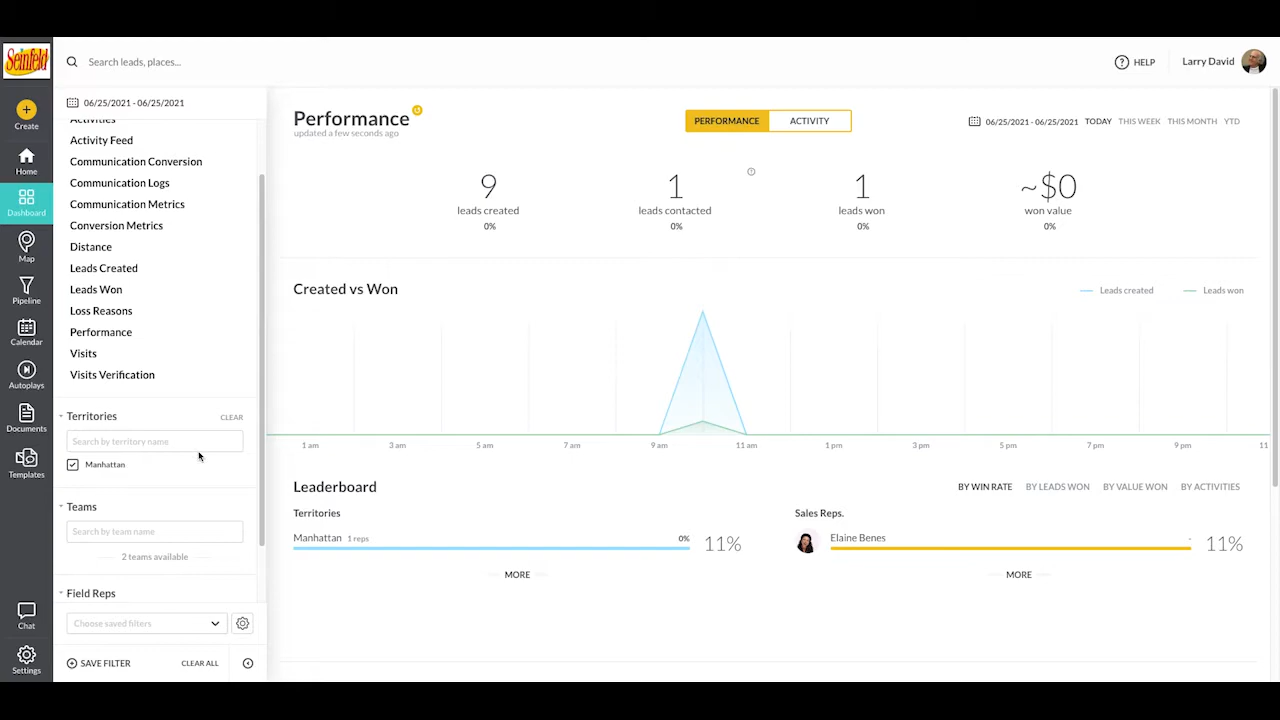 Seinfeld
Search leads, places...
HELP
Larry David
Create
Home
Dashboard
Map
Pipeline
Calendar
Autoplays
Documents
Templates
Chat
Settings
06/25/2021 - 06/25/2021
Activities
Activity Feed
Communication Conversion
Communication Logs
Communication Metrics
Conversion Metrics
Distance
Leads Created
Leads Won
Loss Reasons
Performance
Visits
Visits Verification
Territories CLEAR
Search by territory name
Manhattan
Teams
Search by team name
2 teams available
Field Reps
Choose saved filters
SAVE FILTER CLEAR ALL
Performance
updated a few seconds ago
PERFORMANCE ACTIVITY
06/25/2021 - 06/25/2021 TODAY THIS WEEK THIS MONTH YTD
9 1 1 ~$0
leads created leads contacted leads won won value
0% 0% 0% 0%
Created vs Won
Leads created Leads won
1 am 3 am 5 am 7 am 9 am 11 am 1 pm 3 pm 5 pm 7 pm 9 pm 11
Leaderboard
BY WIN RATE BY LEADS WON BY VALUE WON BY ACTIVITIES
Territories
Manhattan 1 reps 0% 11%
MORE
Sales Reps.
Elaine Benes - 11%
MORE